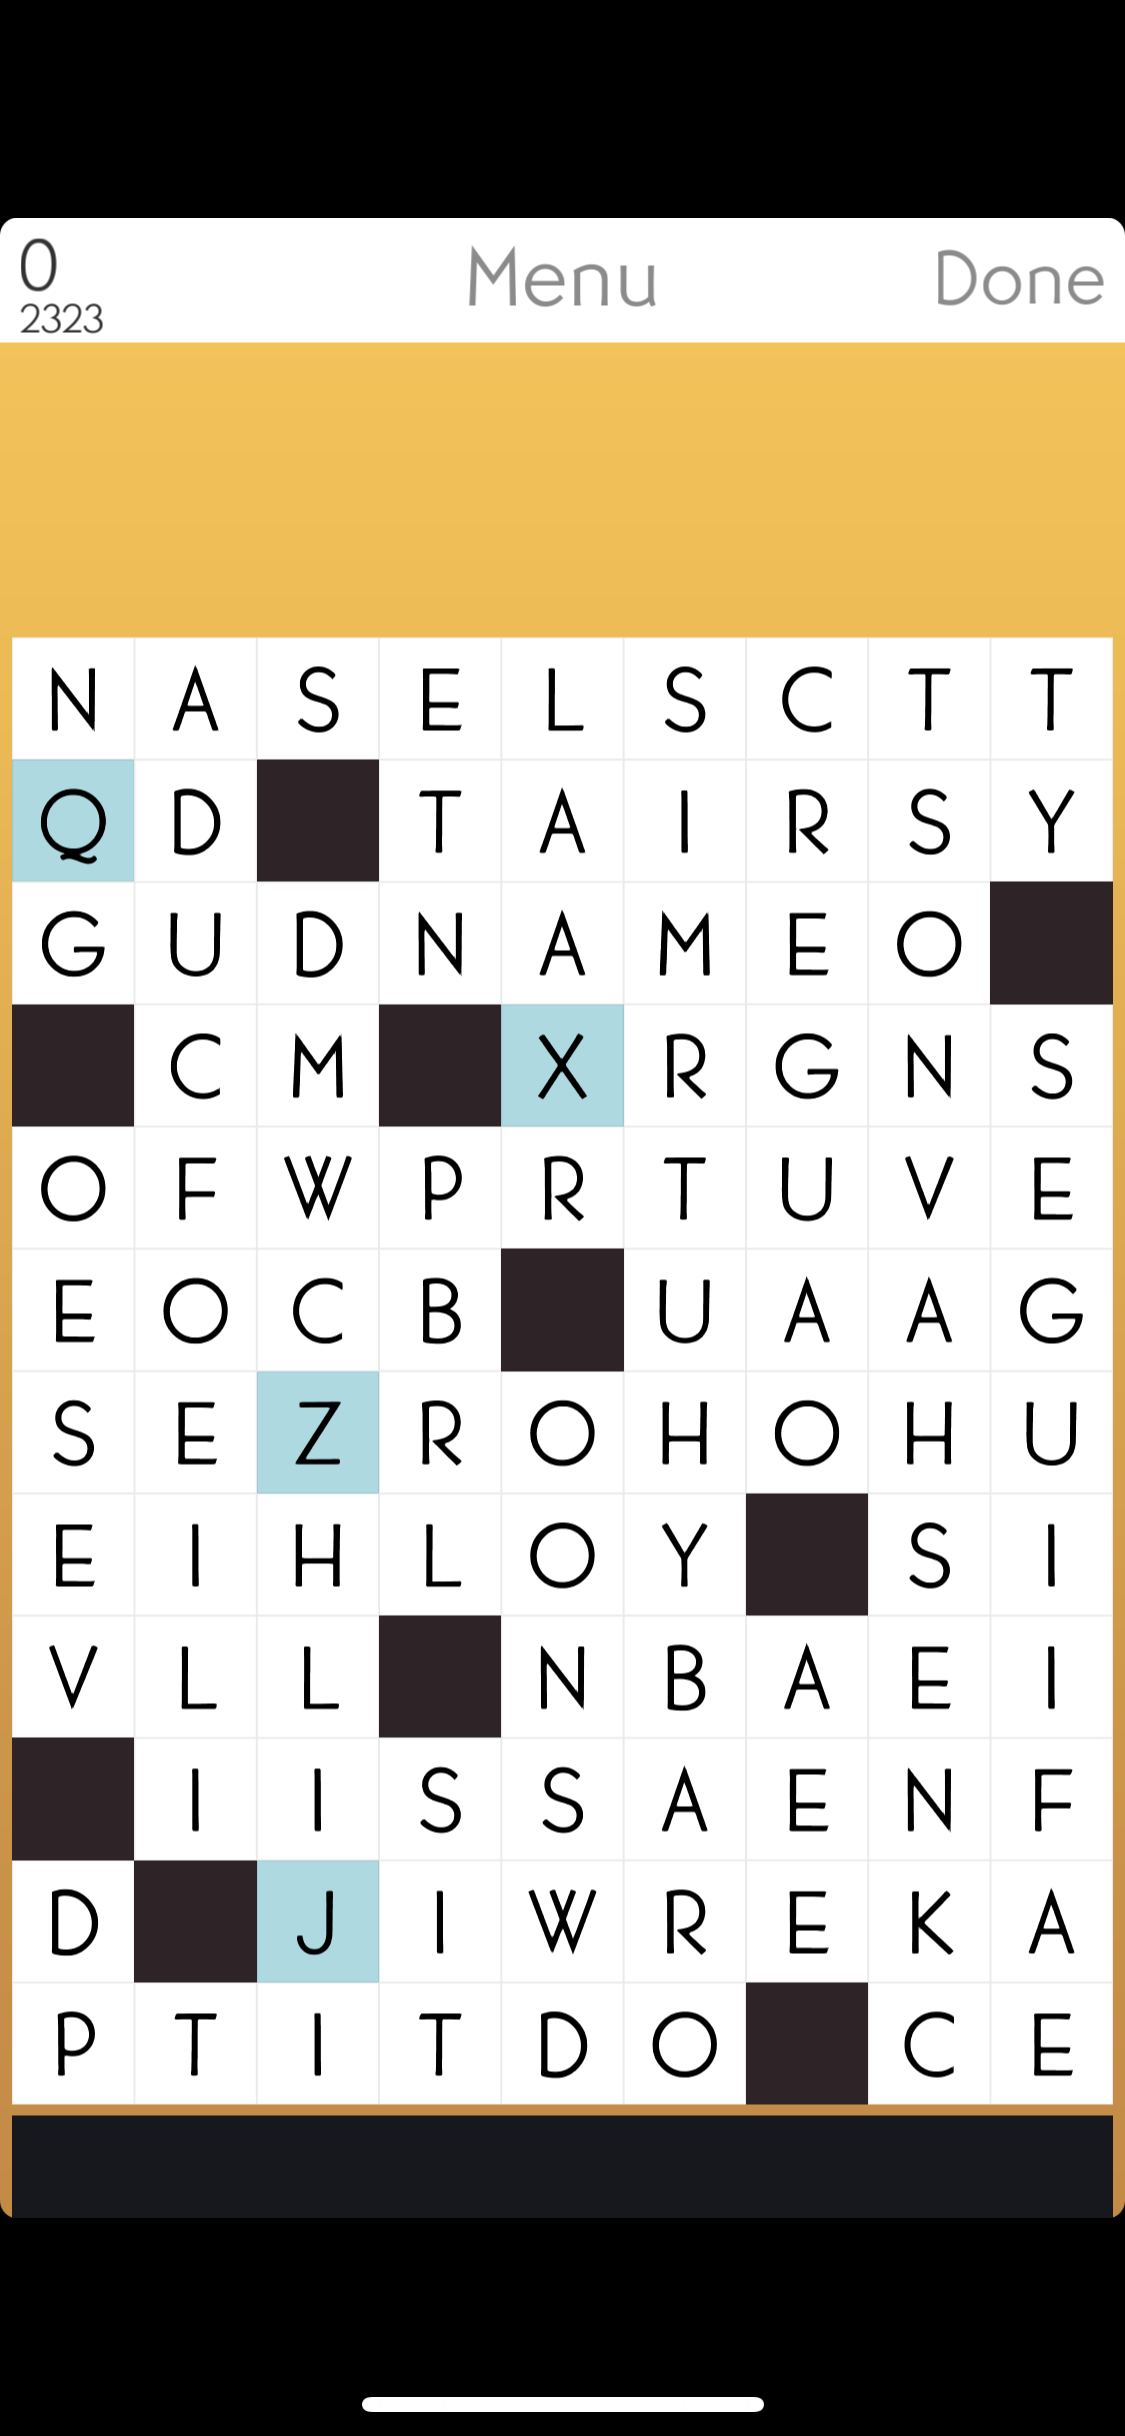 0 Menu Done
2323
N A S E L S C T T
Q D T A I R S Y
G U D N A M E O
C M X R G N S
O F W P R T U V E
E O C B U A A G
S E Z R O H O H U
E I H L O Y S I
V L L N B A E I
I I S S A E N F
D J I W R E K A
P T I T D O C E